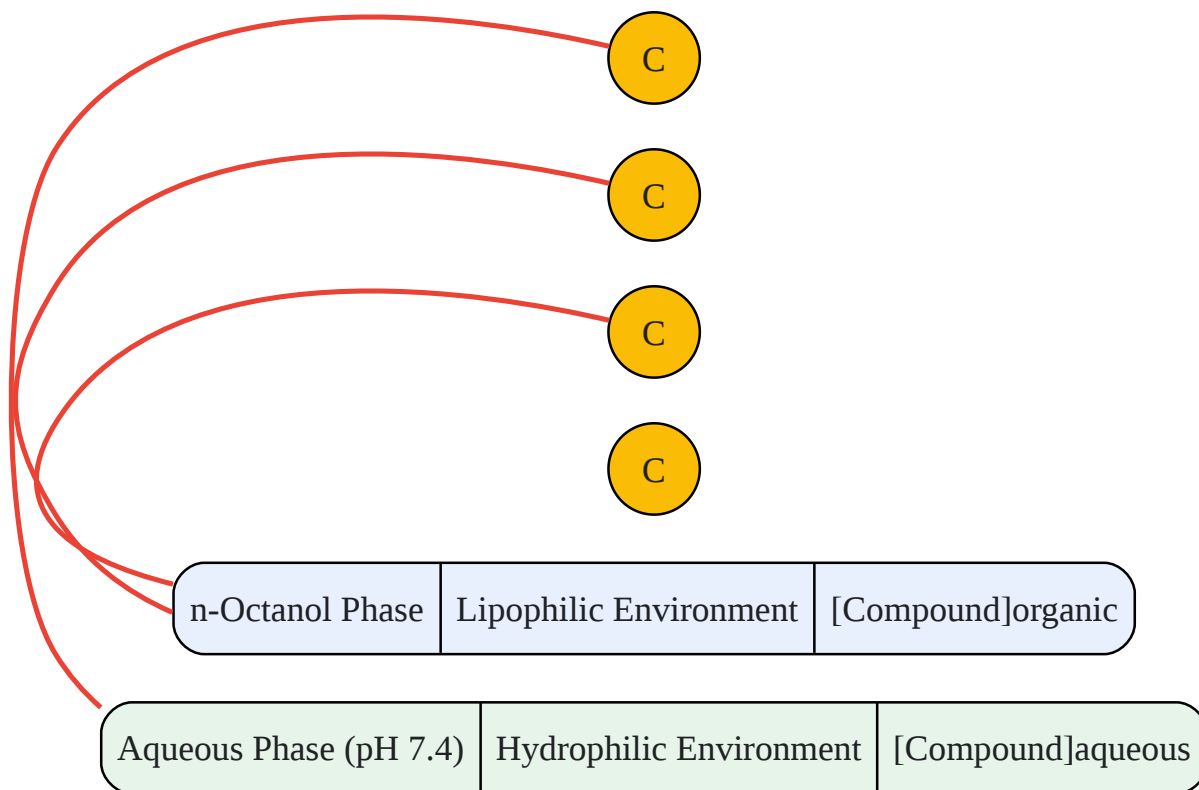 C
C
C
C
n-Octanol Phase Lipophilic Environment [Compound]organic
Aqueous Phase (pH 7.4) Hydrophilic Environment [Compound]aqueous